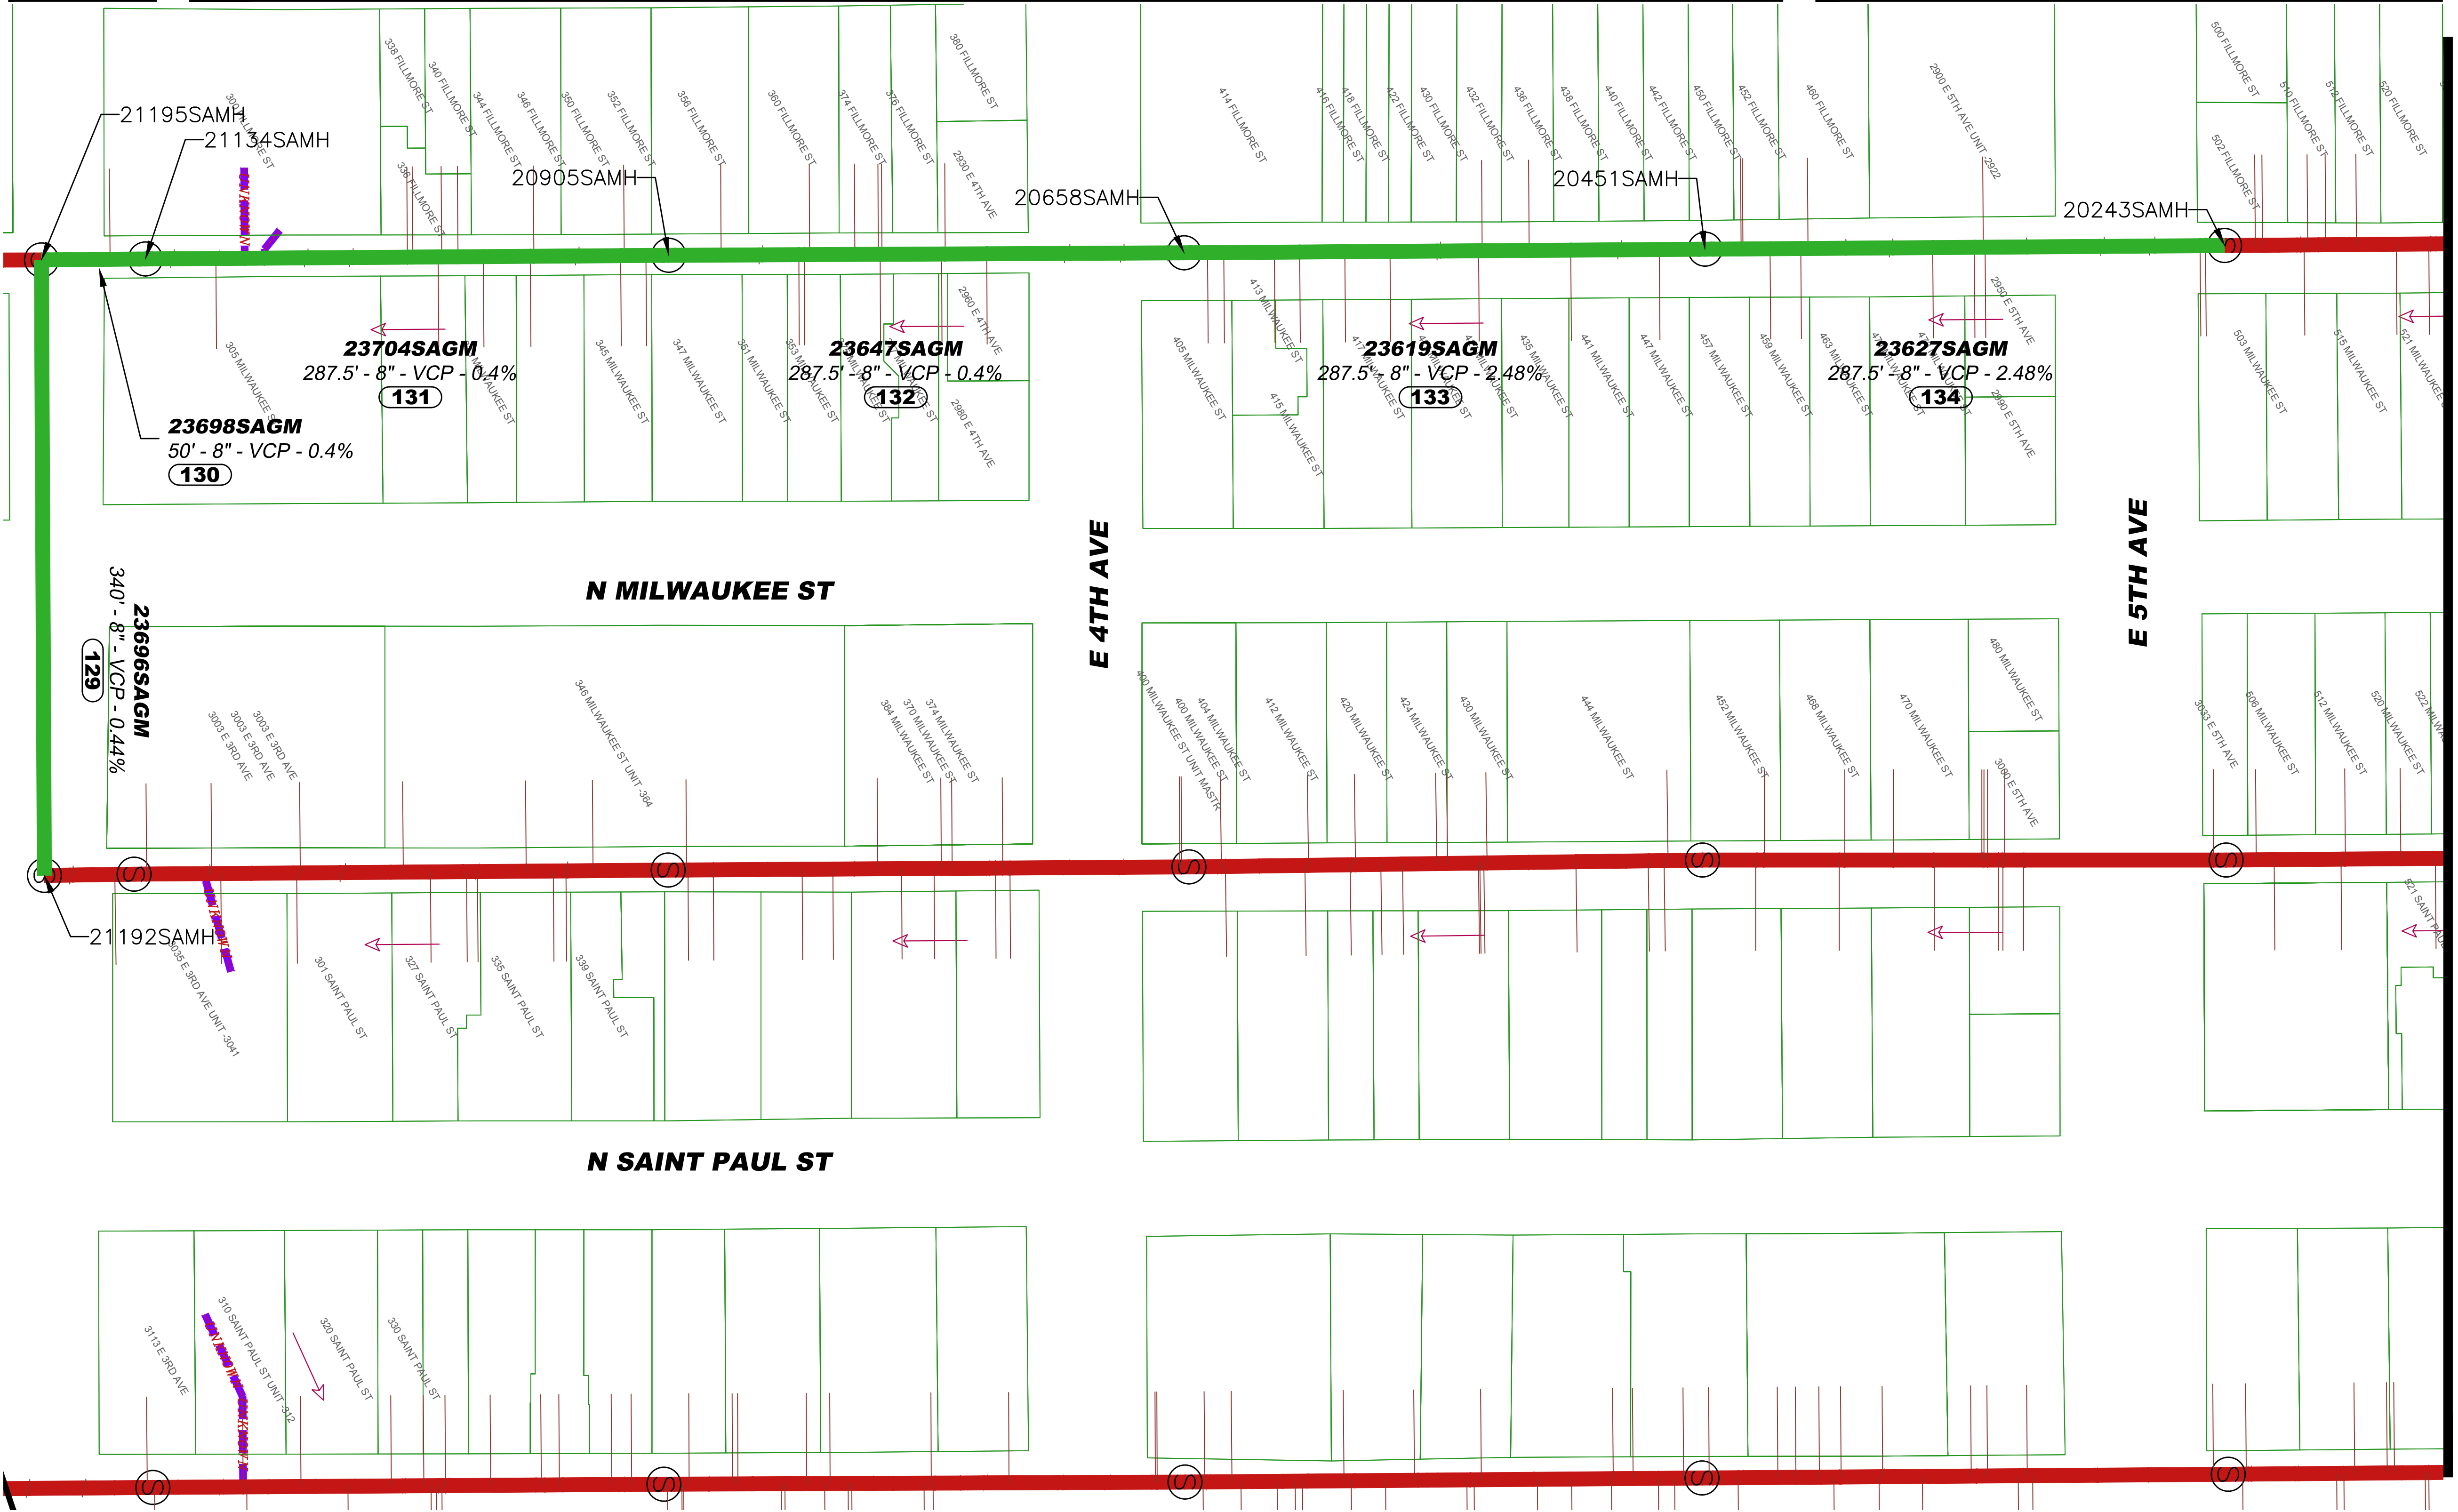 338 FILLMORE ST
340 FILLMORE ST
344 FILLMORE ST
346 FILLMORE ST
350 FILLMORE ST
352 FILLMORE ST
356 FILLMORE ST
360 FILLMORE ST
374 FILLMORE ST
376 FILLMORE ST
380 FILLMORE ST
2930 E 4TH AVE
336 FILLMORE ST
414 FILLMORE ST
416 FILLMORE ST
418 FILLMORE ST
422 FILLMORE ST
430 FILLMORE ST
432 FILLMORE ST
436 FILLMORE ST
438 FILLMORE ST
440 FILLMORE ST
442 FILLMORE ST
450 FILLMORE ST
452 FILLMORE ST
460 FILLMORE ST
2900 E 5TH AVE UNIT -2922
500 FILLMORE ST
502 FILLMORE ST
510 FILLMORE ST
512 FILLMORE ST
520 FILLMORE ST
21195SAMH
21134SAMH
20905SAMH
20658SAMH
20451SAMH
20243SAMH
UNKNOWN
305 MILWAUKEE
23704SAGM
287.5' - 8" - VCP - 0.4%
131
23647SAGM
287.5' - 8" - VCP - 0.4%
132
23619SAGM
287.5' - 8" - VCP - 2.48%
133
23627SAGM
287.5' - 8" - VCP - 2.48%
134
23698SAGM
50' - 8" - VCP - 0.4%
130
MILWAUKEE ST
345 MILWAUKEE ST
347 MILWAUKEE ST
351 MILWAUKEE ST
353 MILWAUKEE ST
2960 E 4TH AVE
2980 E 4TH AVE
405 MILWAUKEE ST
413 MILWAUKEE ST
415 MILWAUKEE ST
417 MILWAUKEE ST
435 MILWAUKEE ST
441 MILWAUKEE ST
447 MILWAUKEE ST
457 MILWAUKEE ST
459 MILWAUKEE ST
463 MILWAUKEE ST
2950 E 5TH AVE
2990 E 5TH AVE
503 MILWAUKEE ST
515 MILWAUKEE ST
521 MILWAUKEE
N MILWAUKEE ST
E 4TH AVE
E 5TH AVE
23696SAGM
340' - 8" - VCP - 0.44%
129
3003 E 3RD AVE
3003 E 3RD AVE
3003 E 3RD AVE
346 MILWAUKEE ST UNIT -364
384 MILWAUKEE ST
370 MILWAUKEE ST
374 MILWAUKEE ST
400 MILWAUKEE ST UNIT MASTR
400 MILWAUKEE ST
404 MILWAUKEE ST
412 MILWAUKEE ST
420 MILWAUKEE ST
424 MILWAUKEE ST
430 MILWAUKEE ST
444 MILWAUKEE ST
452 MILWAUKEE ST
468 MILWAUKEE ST
470 MILWAUKEE ST
480 MILWAUKEE ST
3060 E 5TH AVE
3033 E 5TH AVE
506 MILWAUKEE ST
512 MILWAUKEE ST
520 MILWAUKEE ST
S
S
S
S
S
21192SAMH
UNKNOWN
3035 E 3RD AVE UNIT -3041
301 SAINT PAUL ST
327 SAINT PAUL ST
335 SAINT PAUL ST
339 SAINT PAUL ST
521 SAINT
N SAINT PAUL ST
3113 E 3RD AVE
310 SAINT PAUL ST UNIT -312
320 SAINT PAUL ST
330 SAINT PAUL ST
UNKNOWN
UNKNOWN
S
S
S
S
S